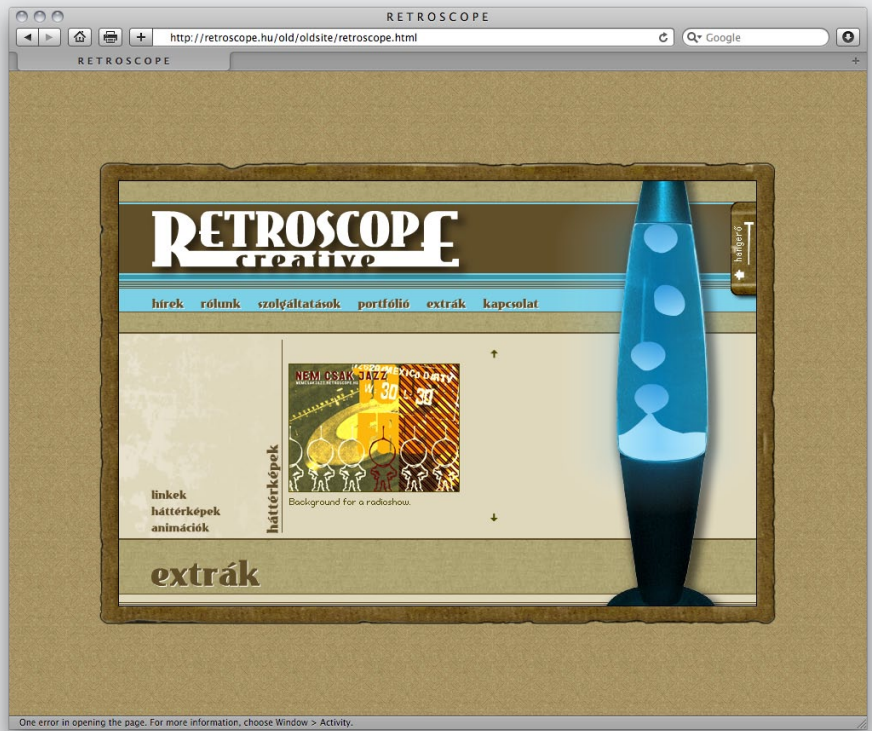 RETROSCOPE
http://retroscope.hu/old/oldsite/retroscope.html
Google
RETROSCOPE
RETROSCOPE
creative
hangerő
hírek rólunk szolgáltatások portfólió extrák kapcsolat
NEM CSAK JAZZ
MEXICO DIRTY
30 30
háttérképek
Background for a radioshow.
linkek
háttérképek
animációk
extrák
One error in opening the page. For more information, choose Window > Activity.